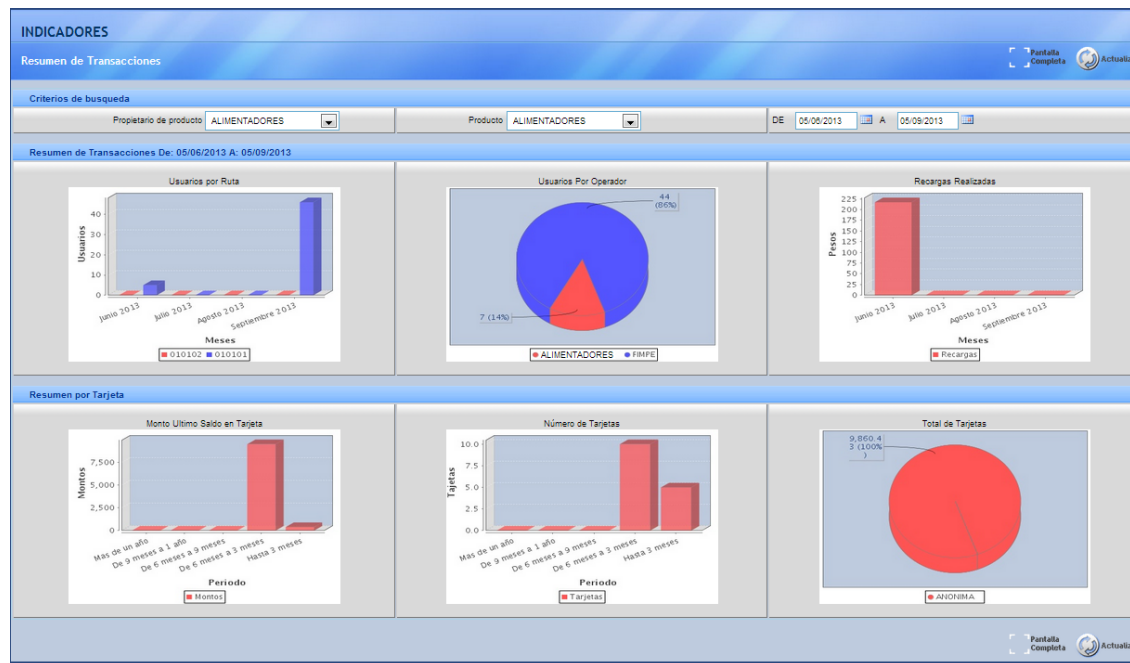 INDICADORES
Resumen de Transacciones
Pantalla
Completa
Actualiz
Criterios de busqueda
Propietario de producto ALIMENTADORES
Producto ALIMENTADORES
DE 05/06/2013 A 05/09/2013
Resumen de Transacciones De: 05/06/2013 A: 05/09/2013
Usuarios por Ruta
Usuarios
40
30
20
10
0
Junio 2013
Julio 2013
Agosto 2013
Septiembre 2013
Meses
010102 010101
Usuarios Por Operador
44
(86%)
7 (14%)
ALIMENTADORES FIMPE
Recargas Realizadas
Pesos
225
200
175
150
125
100
75
50
25
0
Junio 2013
Julio 2013
Agosto 2013
Septiembre 2013
Meses
Recargas
Resumen por Tarjeta
Monto Ultimo Saldo en Tarjeta
Montos
7,500
5,000
2,500
0
Mas de un año
De 9 meses a 1 año
De 6 meses a 9 meses
De 6 meses a 3 meses
Hasta 3 meses
Periodo
Montos
Número de Tarjetas
Tajetas
10.0
7.5
5.0
2.5
0.0
Mas de un año
De 9 meses a 1 año
De 6 meses a 9 meses
De 6 meses a 3 meses
Hasta 3 meses
Periodo
Tarjetas
Total de Tarjetas
9,860.4
3 (100%
)
ANONIMA
Pantalla
Completa
Actualiz